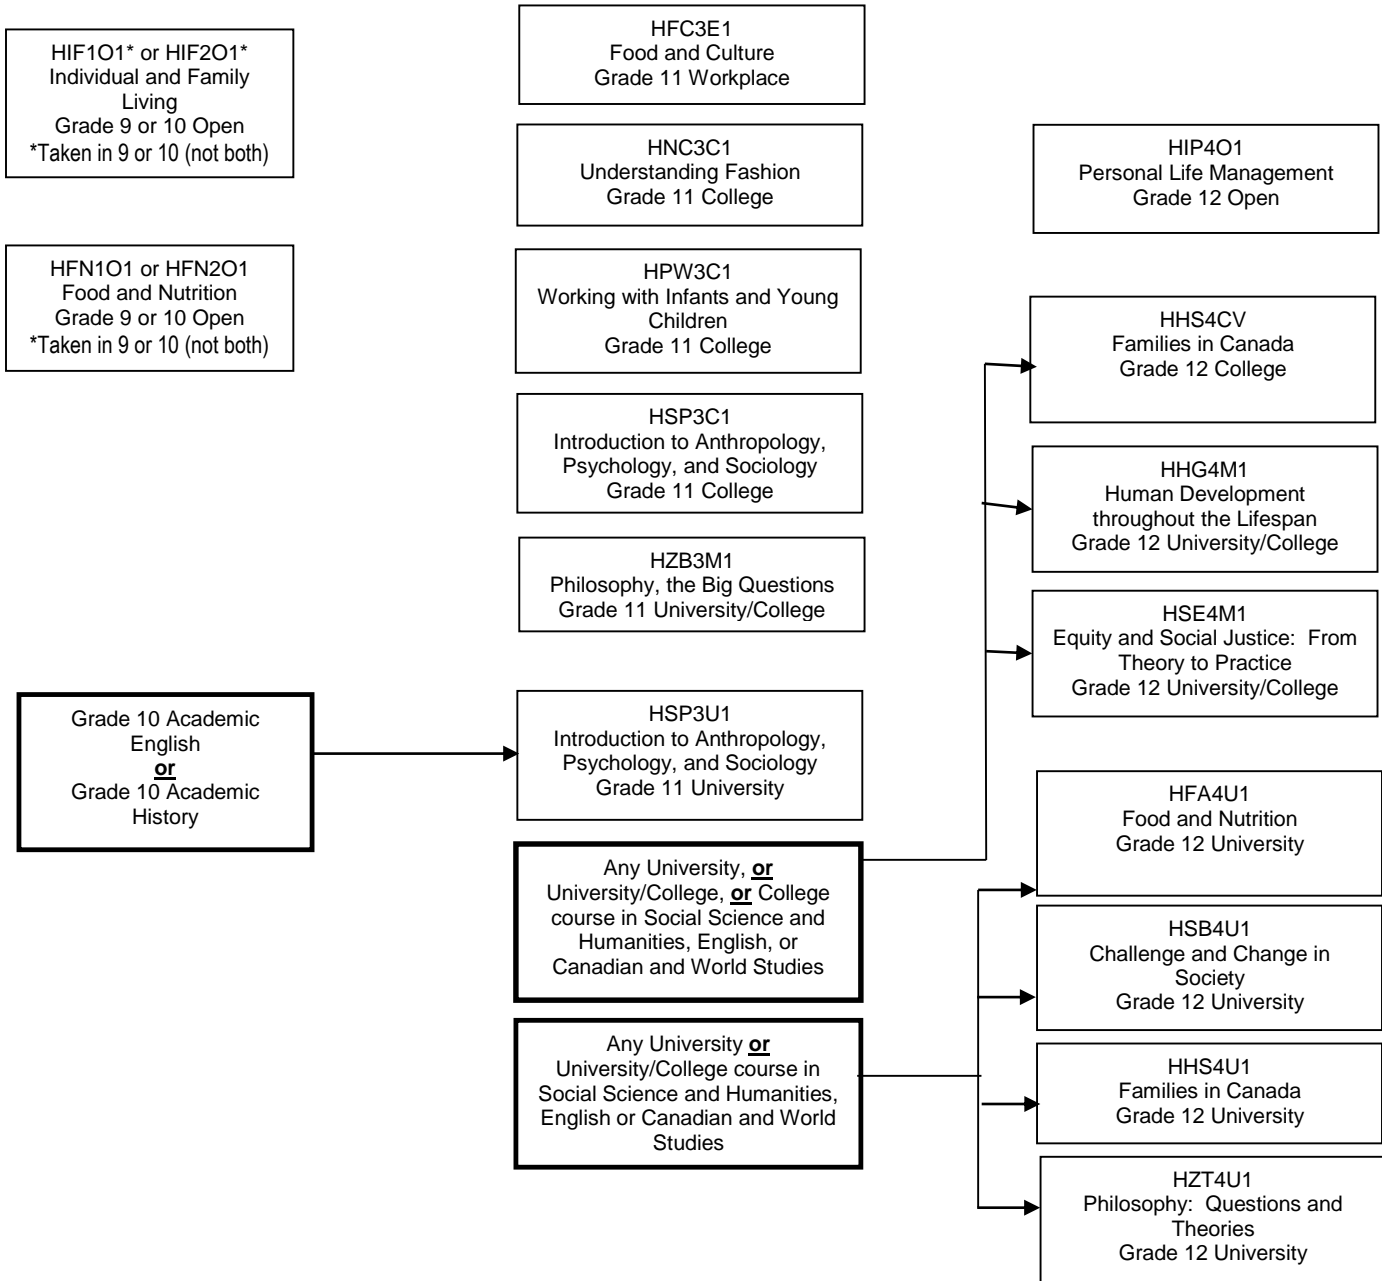 HIF1O1* or HIF2O1*
Individual and Family
Living
Grade 9 or 10 Open
*Taken in 9 or 10 (not both)
HFN1O1 or HFN2O1
Food and Nutrition
Grade 9 or 10 Open
*Taken in 9 or 10 (not both)
Grade 10 Academic
English
or
Grade 10 Academic
History
HFC3E1
Food and Culture
Grade 11 Workplace
HNC3C1
Understanding Fashion
Grade 11 College
HPW3C1
Working with Infants and Young
Children
Grade 11 College
HSP3C1
Introduction to Anthropology,
Psychology, and Sociology
Grade 11 College
HZB3M1
Philosophy, the Big Questions
Grade 11 University/College
HSP3U1
Introduction to Anthropology,
Psychology, and Sociology
Grade 11 University
Any University, or
University/College, or College
course in Social Science and
Humanities, English, or
Canadian and World Studies
Any University or
University/College course in
Social Science and Humanities,
English or Canadian and World
Studies
HIP4O1
Personal Life Management
Grade 12 Open
HHS4CV
Families in Canada
Grade 12 College
HHG4M1
Human Development
throughout the Lifespan
Grade 12 University/College
HSE4M1
Equity and Social Justice:  From
Theory to Practice
Grade 12 University/College
HFA4U1
Food and Nutrition
Grade 12 University
HSB4U1
Challenge and Change in
Society
Grade 12 University
HHS4U1
Families in Canada
Grade 12 University
HZT4U1
Philosophy:  Questions and
Theories
Grade 12 University